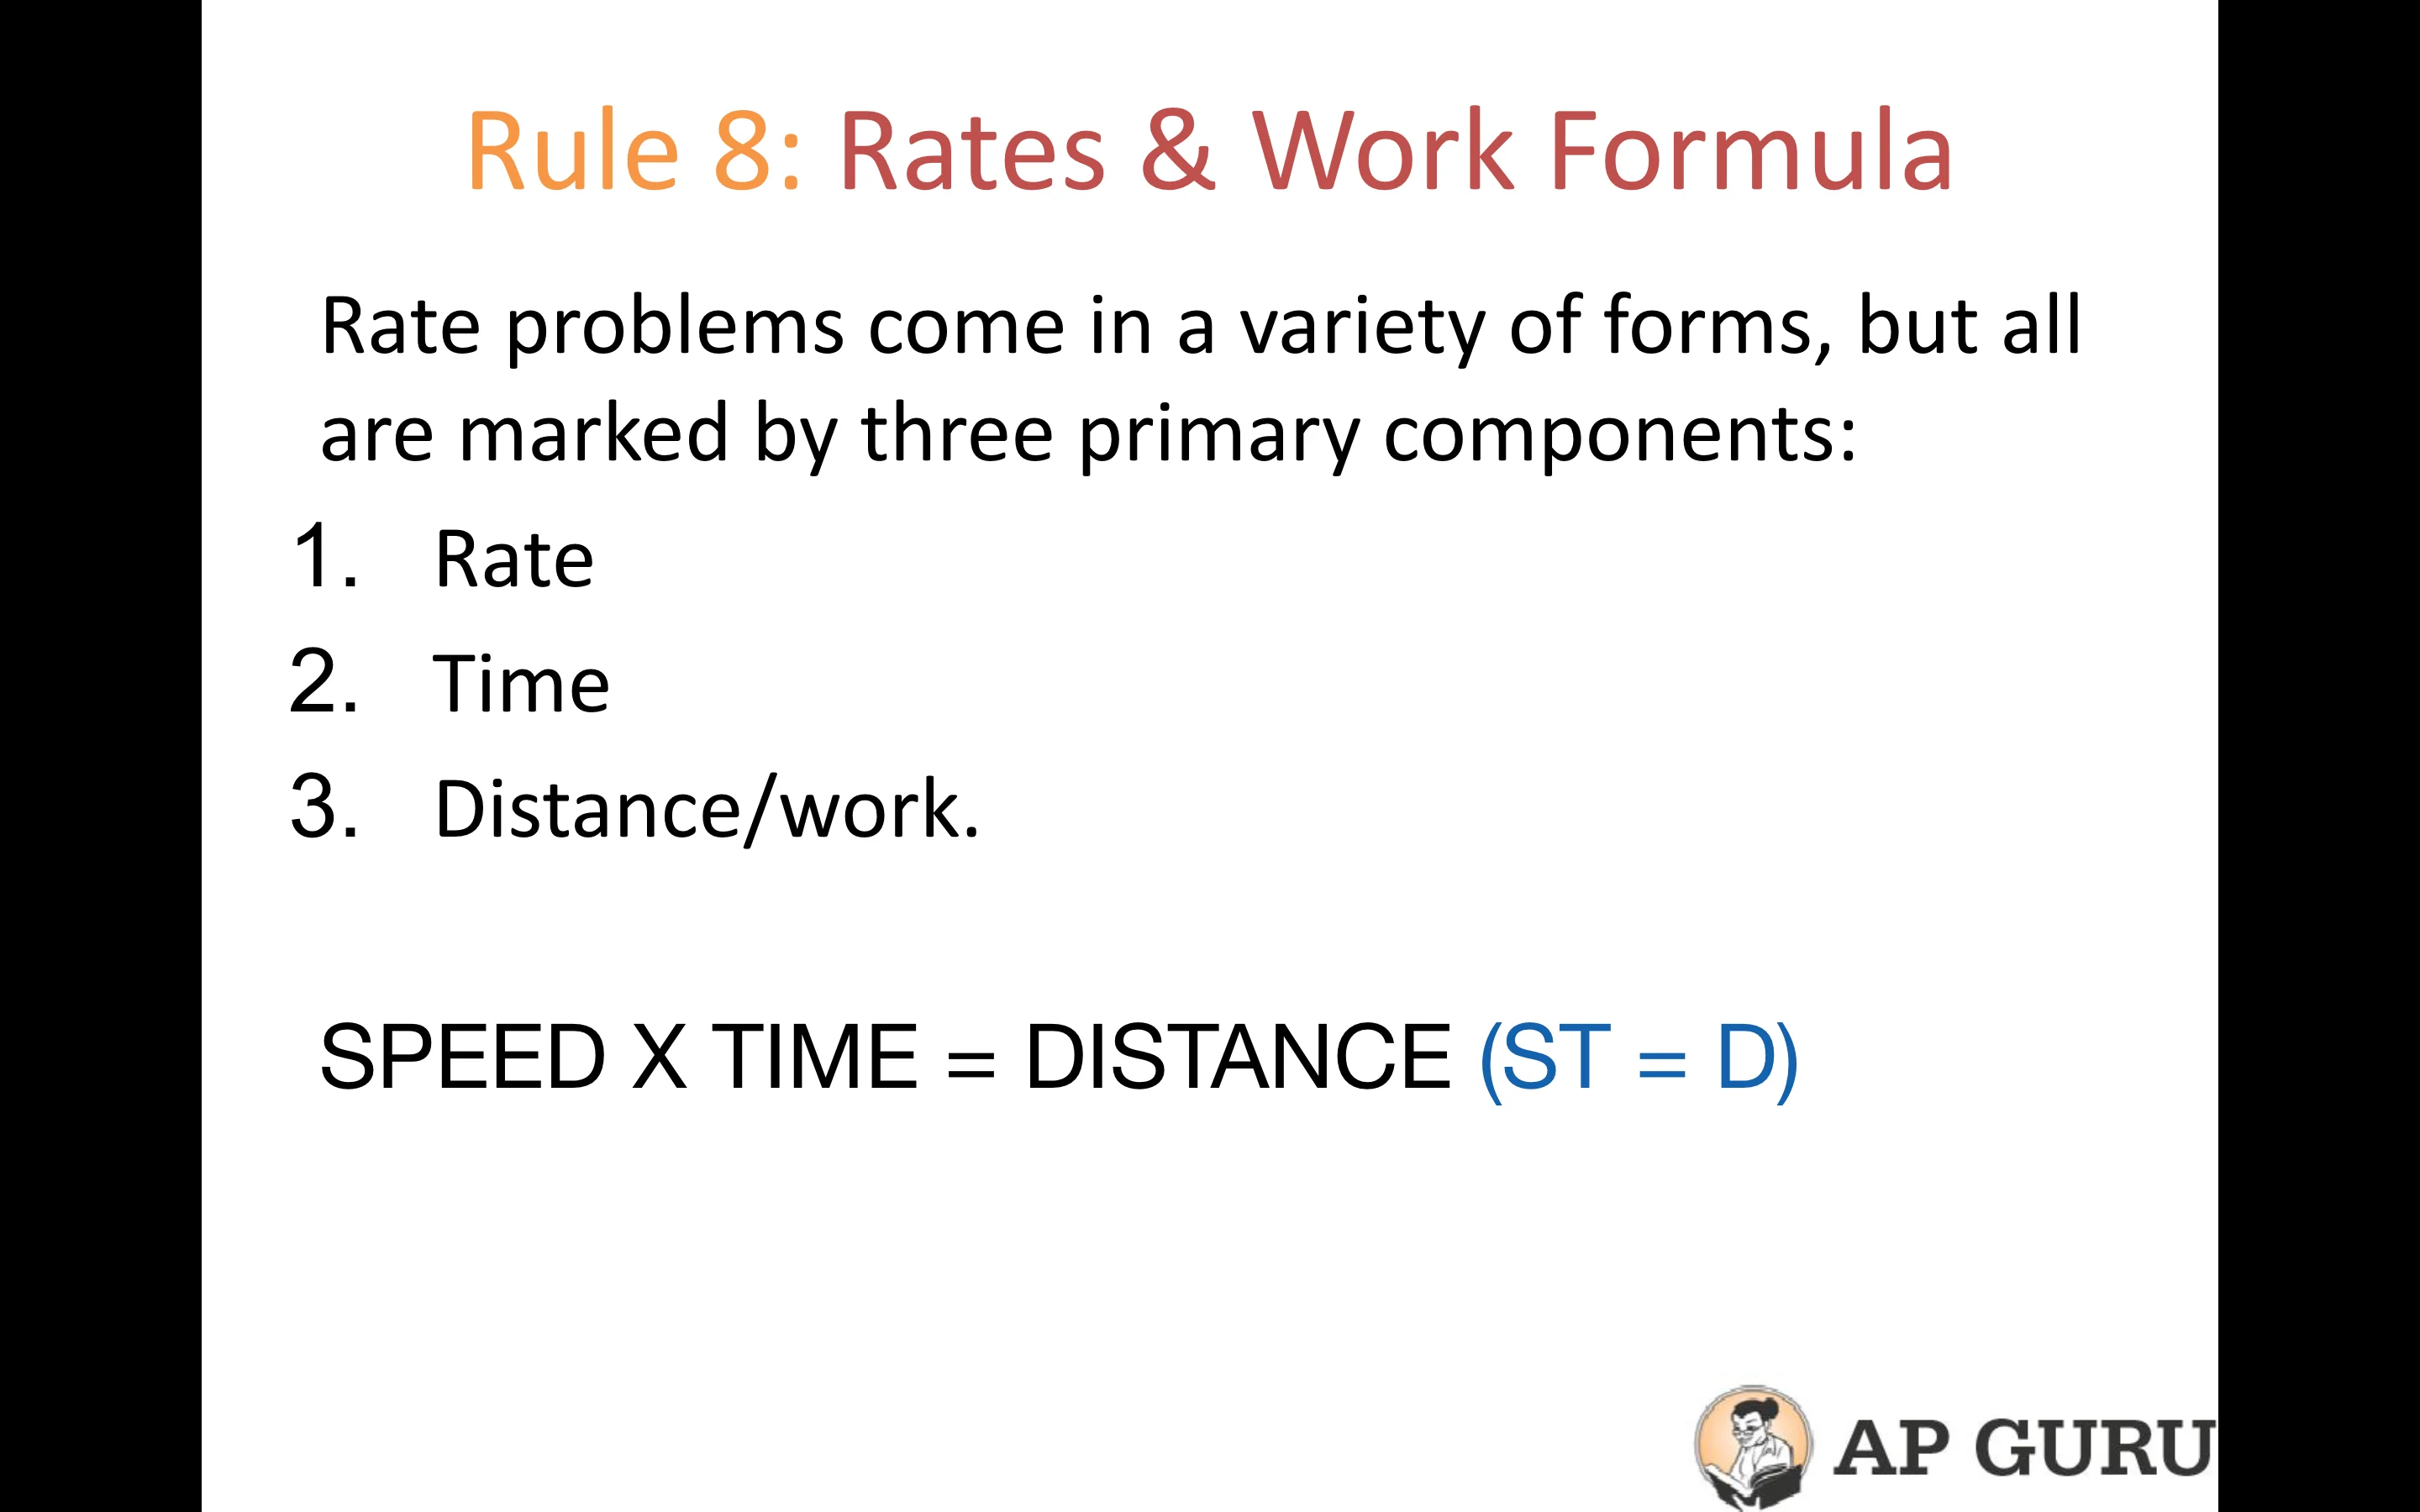 Rule 8: Rates & Work Formula
Rate problems come in a variety of forms, but all
are marked by three primary components:
1. Rate
2. Time
3. Distance/work.
SPEED X TIME = DISTANCE (ST = D)
AP GURU